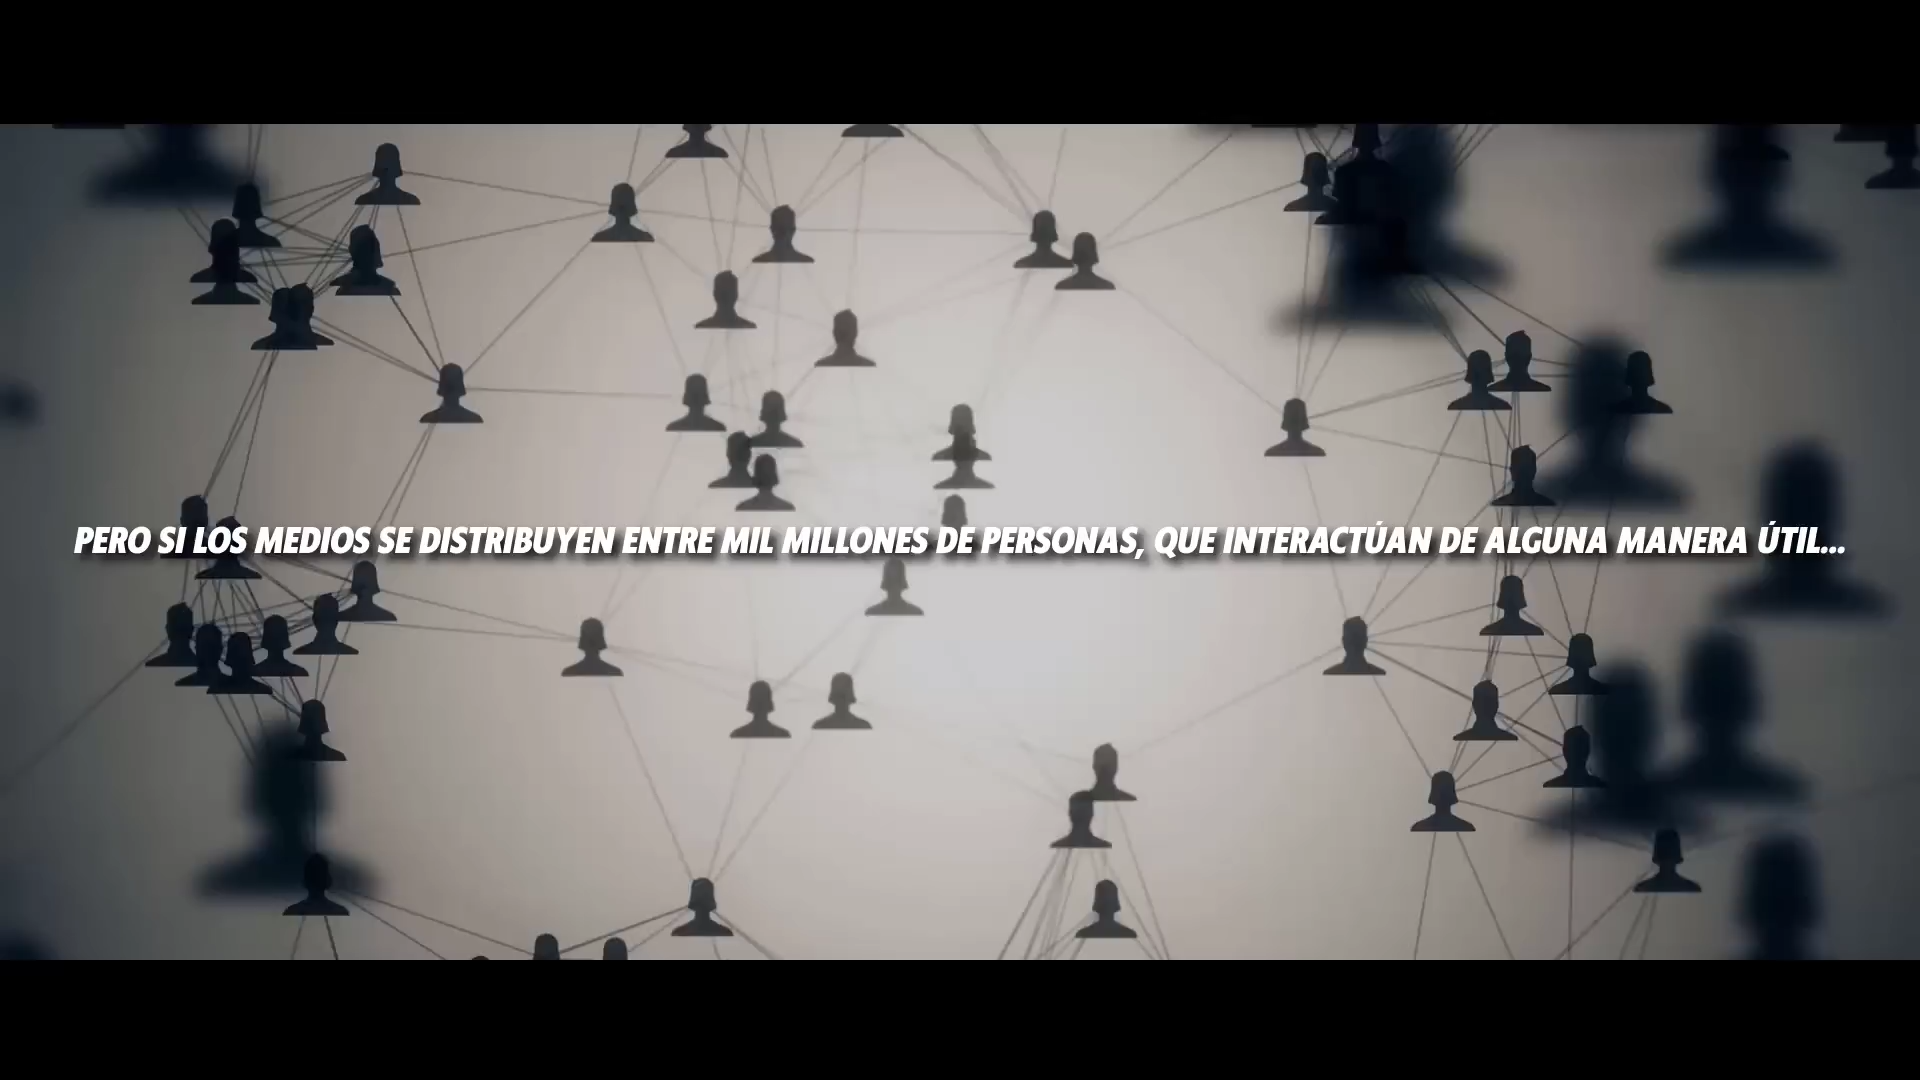 PERO SI LOS MEDIOS SE DISTRIBUYEN ENTRE MIL MILLONES DE PERSONAS, QUE INTERACTÚAN DE ALGUNA MANERA ÚTIL...